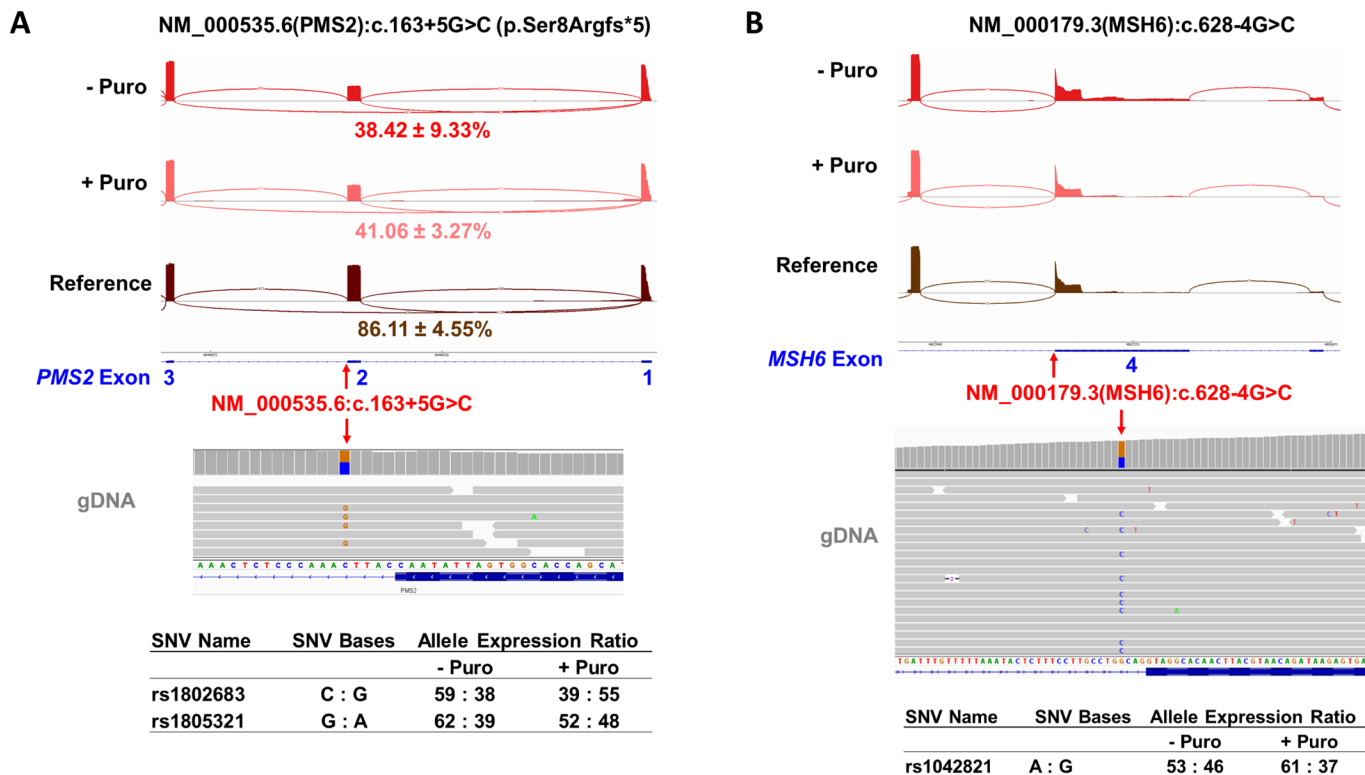 A
NM_000535.6(PMS2):c.163+5G>C (p.Ser8Argfs*5)
- Puro
38.42 ± 9.33%
+ Puro
41.06 ± 3.27%
Reference
86.11 ± 4.55%
PMS2 Exon 3 2 1
NM_000535.6:c.163+5G>C
gDNA
G
G A
G
G
A A A C T C T C C C A A A C T T A C C A A T A T T A G T G G C A C C A G C A
PMS2
SNV Name SNV Bases Allele Expression Ratio
- Puro + Puro
rs1802683 C : G 59 : 38 39 : 55
rs1805321 G : A 62 : 39 52 : 48
B
NM_000179.3(MSH6):c.628-4G>C
- Puro
+ Puro
Reference
MSH6 Exon 4
NM_000179.3(MSH6):c.628-4G>C
gDNA
T
T
C C T
T
C C T
C
C
C
C
C A
C
C
T G A T T T G T T T T T A A A T A C T C T T T C C T T G C C T G G C A G G T A G G C A C A A C T T A C G T A A C A G A T A A G A G T G A
SNV Name SNV Bases Allele Expression Ratio
- Puro + Puro
rs1042821 A : G 53 : 46 61 : 37